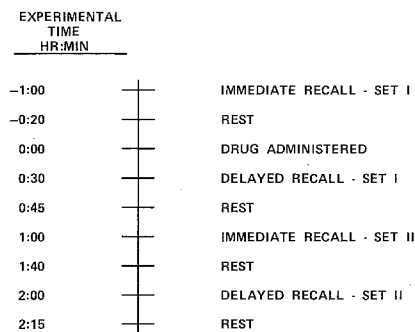 EXPERIMENTAL
TIME
HR:MIN
–1:00 IMMEDIATE RECALL - SET I
–0:20 REST
0:00 DRUG ADMINISTERED
0:30 DELAYED RECALL - SET I
0:45 REST
1:00 IMMEDIATE RECALL - SET II
1:40 REST
2:00 DELAYED RECALL - SET II
2:15 REST